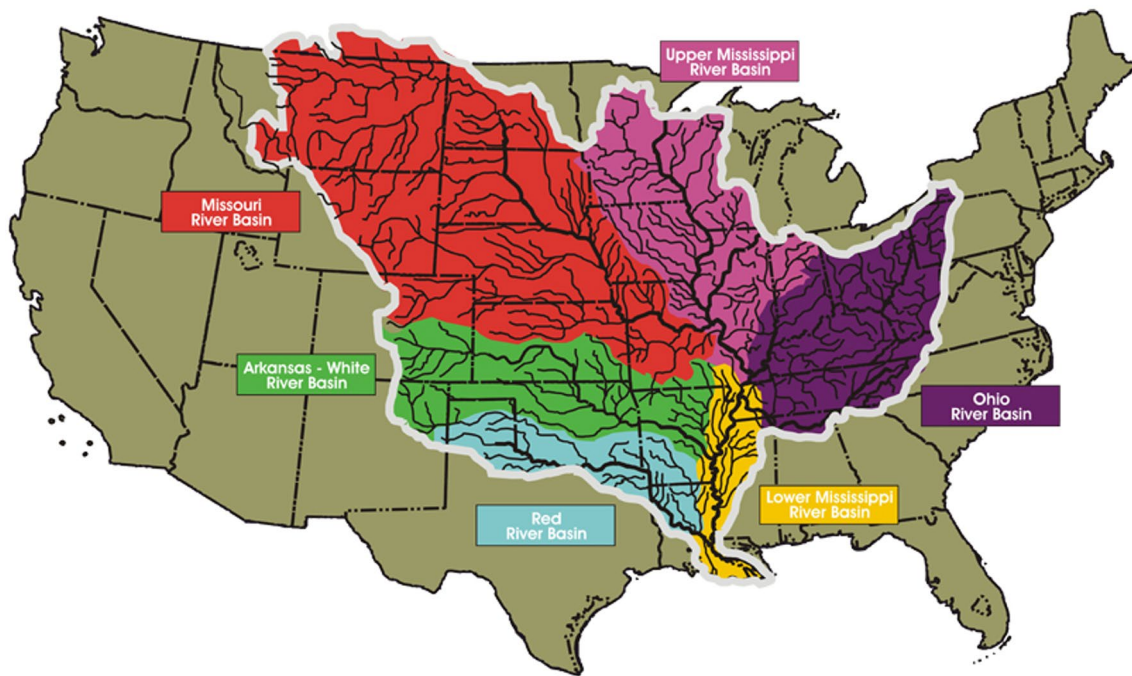 Upper Mississippi
River Basin
Missouri
River Basin
Arkansas - White
River Basin
Ohio
River Basin
Lower Mississippi
River Basin
Red
River Basin